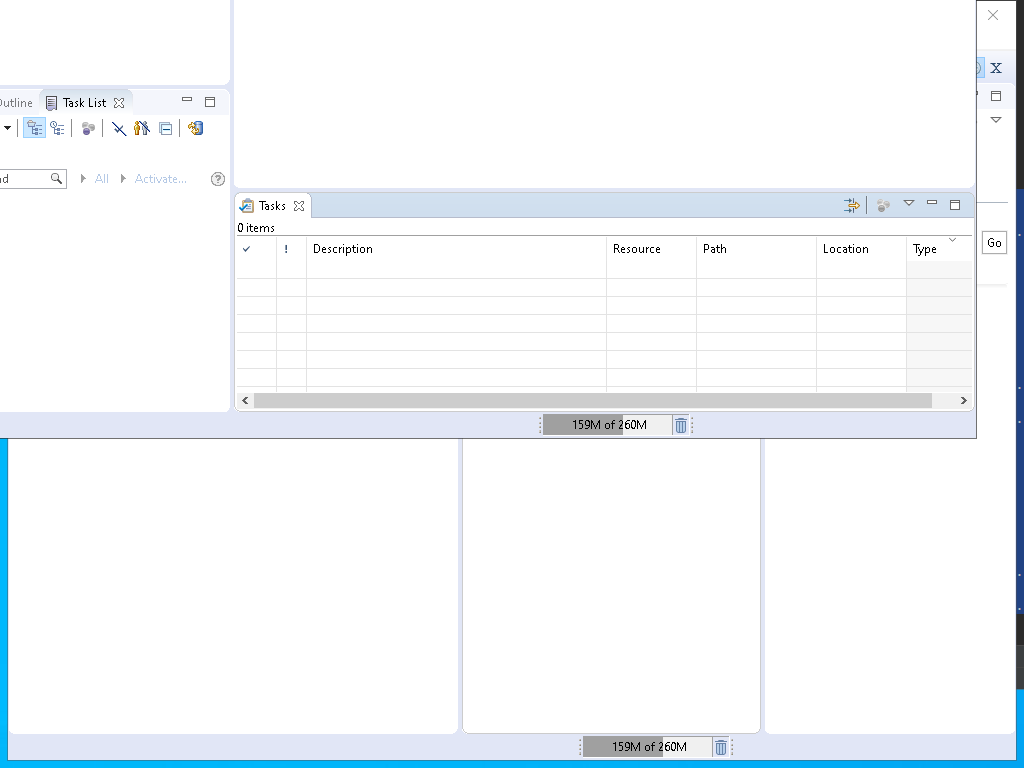 Outline
Task List
All
Activate...
Tasks
0 items
! Description Resource Path Location Type
Go
159M of 260M
159M of 260M